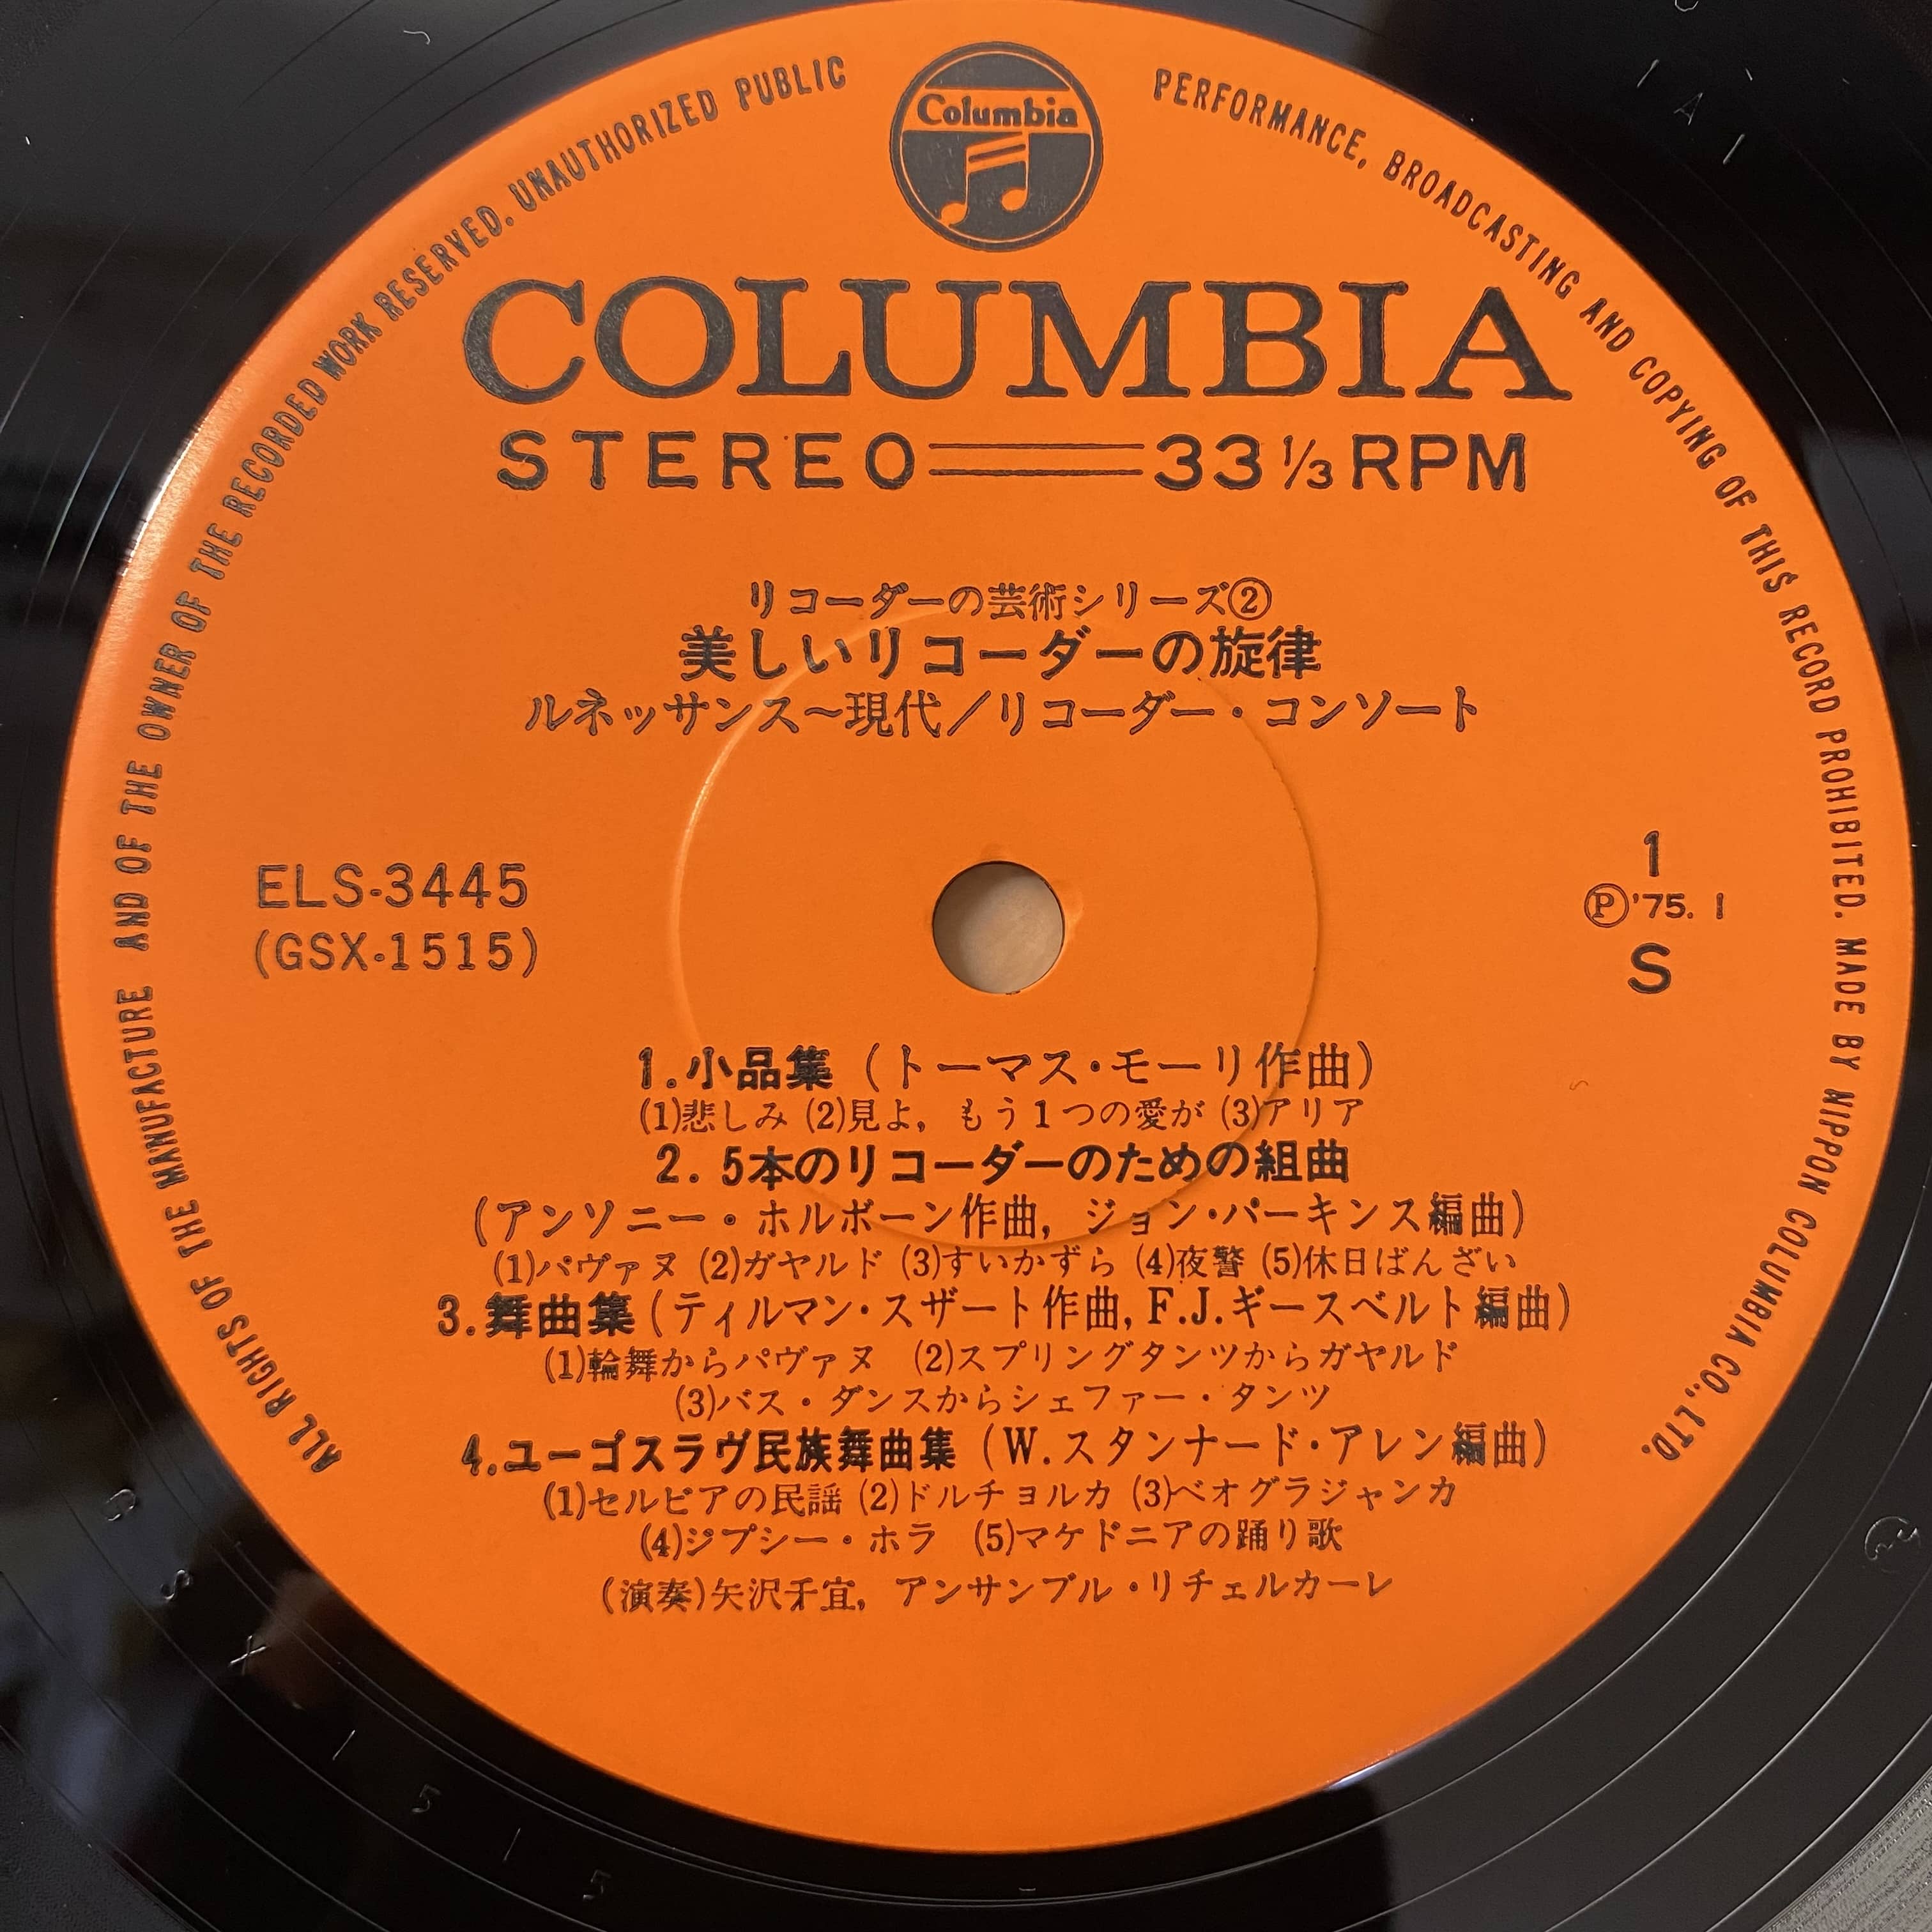 ALL RIGHTS OF THE MANUFACTURE AND OF THE OWNER OF THE RECORDED WORK RESERVED. UNAUTHORIZED PUBLIC PERFORMANCE, BROADCASTING AND COPYING OF THIS RECORD PROHIBITED. MADE BY NIPPON COLUMBIA CO., LTD.
Columbia
COLUMBIA
STEREO 33 1/3 RPM
リコーダーの芸術シリーズ②
美しいリコーダーの旋律
ルネッサンス～現代／リコーダー・コンソート
ELS-3445
(GSX-1515)
1
Ⓟ'75. 1
S
1.小品集（トーマス・モーリ作曲）
(1)悲しみ (2)見よ，もう1つの愛が (3)アリア
2. 5本のリコーダーのための組曲
(アンソニー・ホルボーン作曲，ジョン・パーキンス編曲)
(1)パヴァヌ (2)ガヤルド (3)すいかずら (4)夜警 (5)休日ばんざい
3.舞曲集(ティルマン・スザート作曲, F.J.ギースベルト編曲)
(1)輪舞からパヴァヌ (2)スプリングタンツからガヤルド
(3)バス・ダンスからシェファー・タンツ
4.ユーゴスラヴ民族舞曲集（W.スタンナード・アレン編曲）
(1)セルビアの民謡 (2)ドルチョルカ (3)ベオグラジャンカ
(4)ジプシー・ホラ (5)マケドニアの踊り歌
(演奏)矢沢千宜，アンサンブル・リチェルカーレ
G S X 1 5 1 5
1 A 1